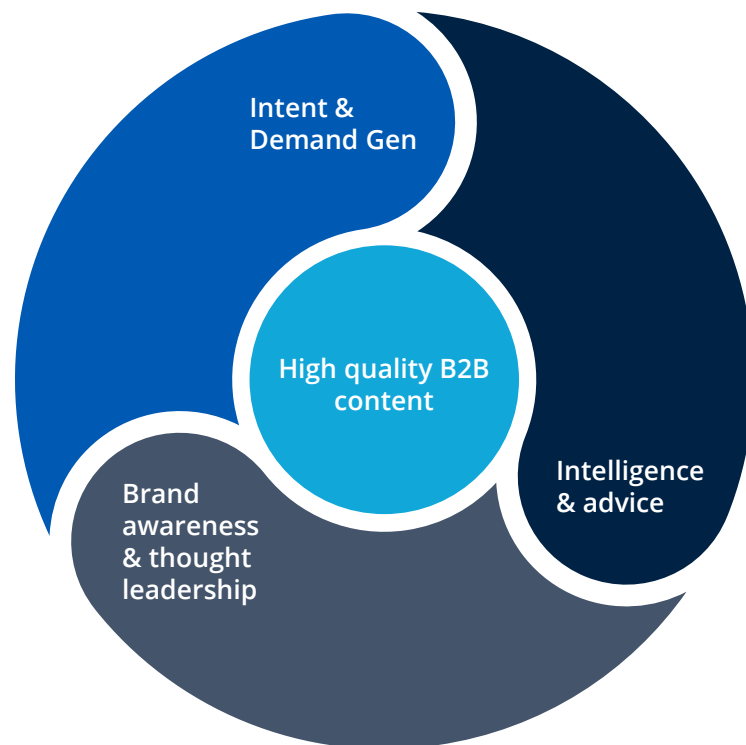 Intent &
Demand Gen
High quality B2B
content
Intelligence
& advice
Brand
awareness
& thought
leadership